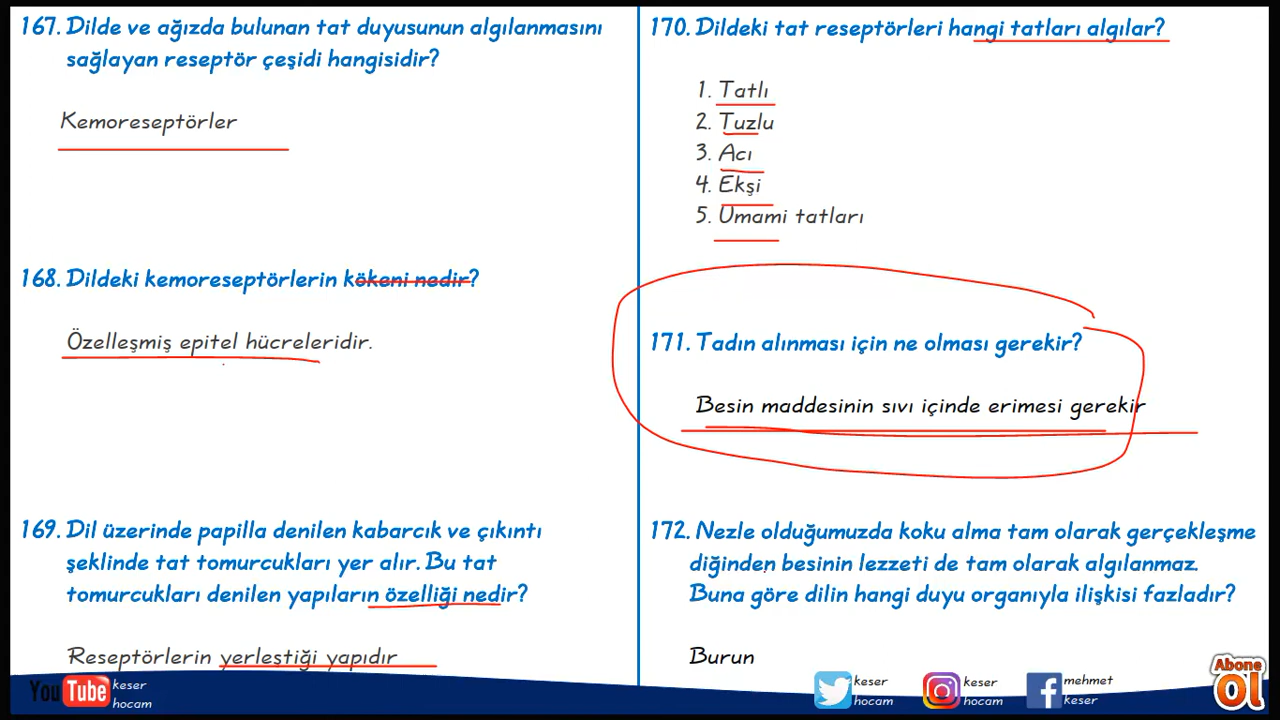 167. Dilde ve ağızda bulunan tat duyusunun algılanmasını
sağlayan reseptör çeşidi hangisidir?
Kemoreseptörler
168. Dildeki kemoreseptörlerin kökeni nedir?
Özelleşmiş epitel hücreleridir.
169. Dil üzerinde papilla denilen kabarcık ve çıkıntı
şeklinde tat tomurcukları yer alır. Bu tat
tomurcukları denilen yapıların özelliği nedir?
Reseptörlerin yerleştiği yapıdır
170. Dildeki tat reseptörleri hangi tatları algılar?
1. Tatlı
2. Tuzlu
3. Acı
4. Ekşi
5. Umami tatları
171. Tadın alınması için ne olması gerekir?
Besin maddesinin sıvı içinde erimesi gerekir
172. Nezle olduğumuzda koku alma tam olarak gerçekleşme
diğinden besinin lezzeti de tam olarak algılanmaz.
Buna göre dilin hangi duyu organıyla ilişkisi fazladır?
Burun
YouTube keser
hocam
keser
hocam
keser
hocam
mehmet
keser
Abone
OL